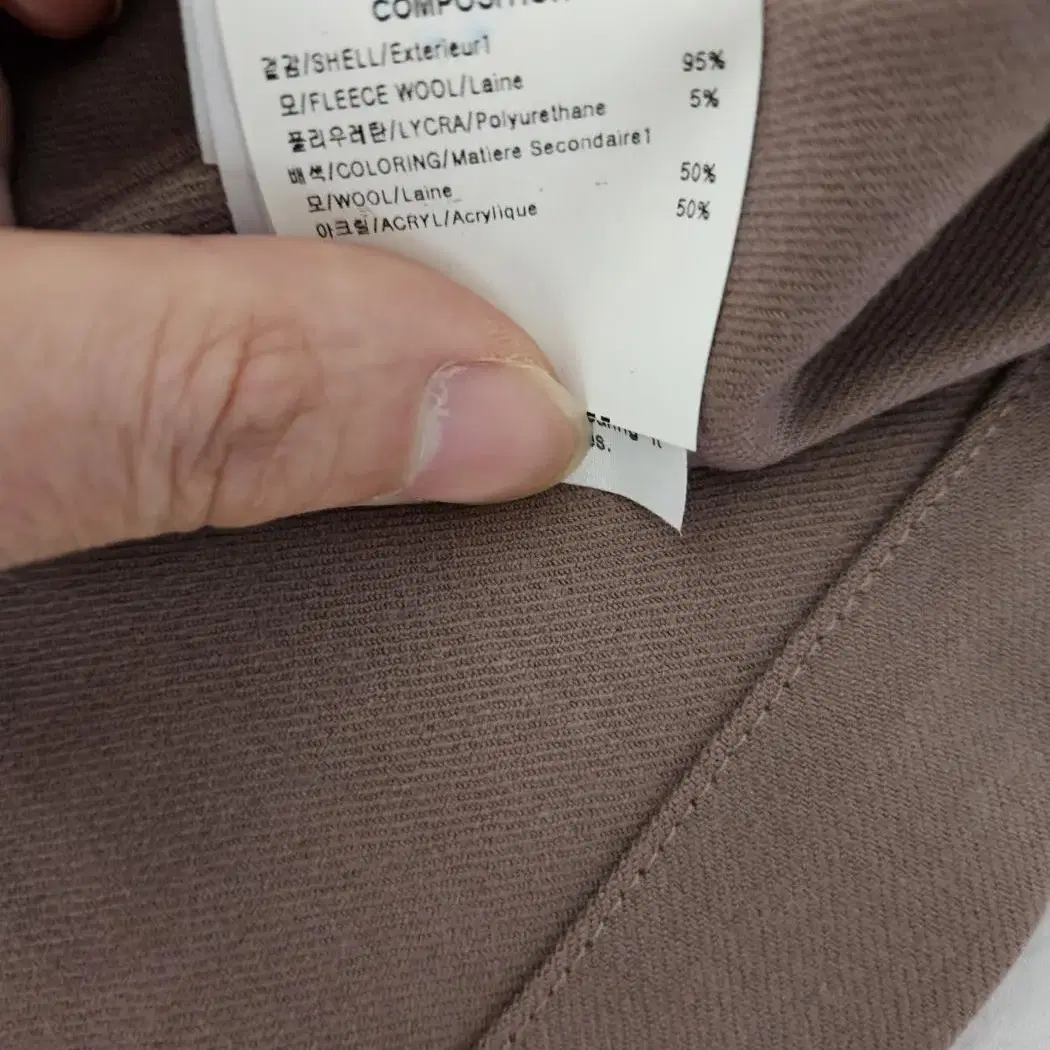 COMPOSITION
겉감/SHELL/Exterieur1
모/FLEECE WOOL/Laine 95%
폴리우레탄/LYCRA/Polyurethane 5%
배색/COLORING/Matiere Secondaire1
모/WOOL/Laine 50%
아크릴/ACRYL/Acrylique 50%